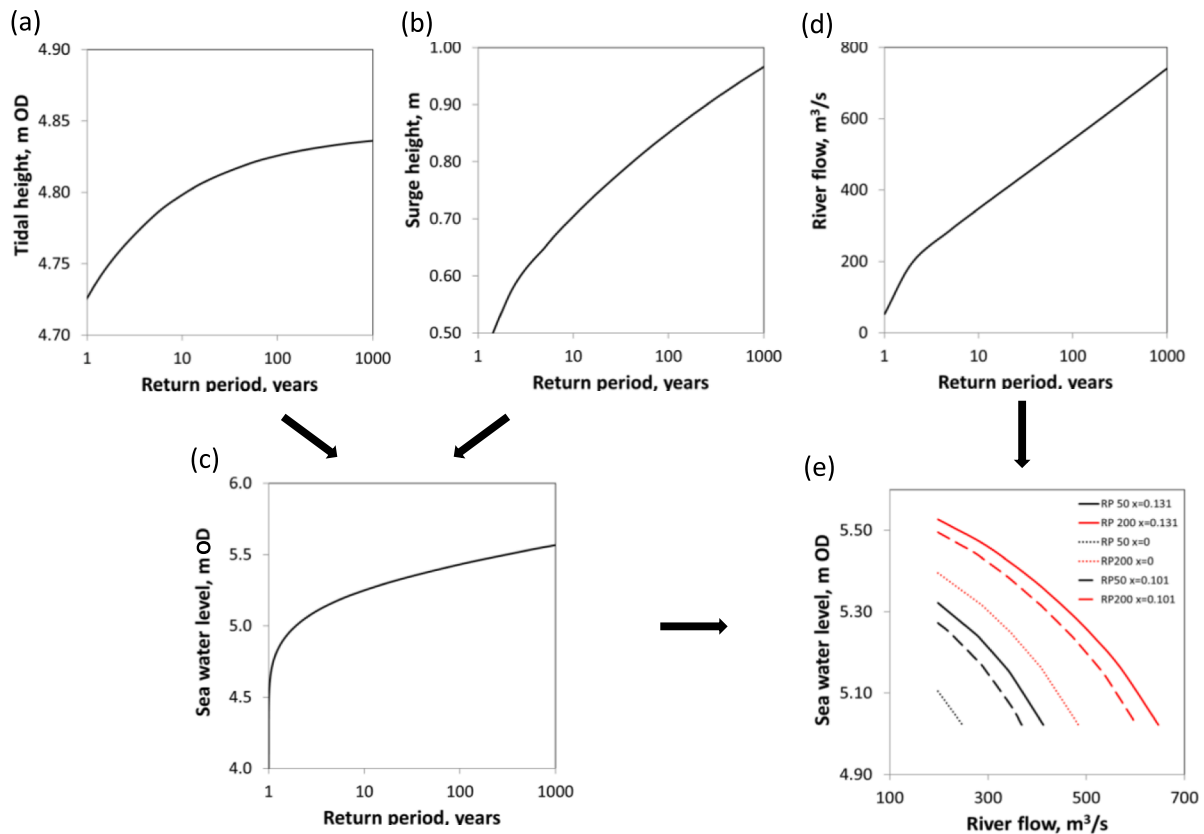 (a)
4.90
4.85
4.80
4.75
4.70
Tidal height, m OD
1 10 100 1000
Return period, years
(b)
1.00
0.90
0.80
0.70
0.60
0.50
Surge height, m
1 10 100 1000
Return period, years
(d)
800
600
400
200
0
River flow, m³/s
1 10 100 1000
Return period, years
(c)
6.0
5.5
5.0
4.5
4.0
Sea water level, m OD
1 10 100 1000
Return period, years
(e)
5.50
5.30
5.10
4.90
Sea water level, m OD
RP 50 x=0.131
RP 200 x=0.131
RP 50 x=0
RP200 x=0
RP50 x=0.101
RP200 x=0.101
100 300 500 700
River flow, m³/s